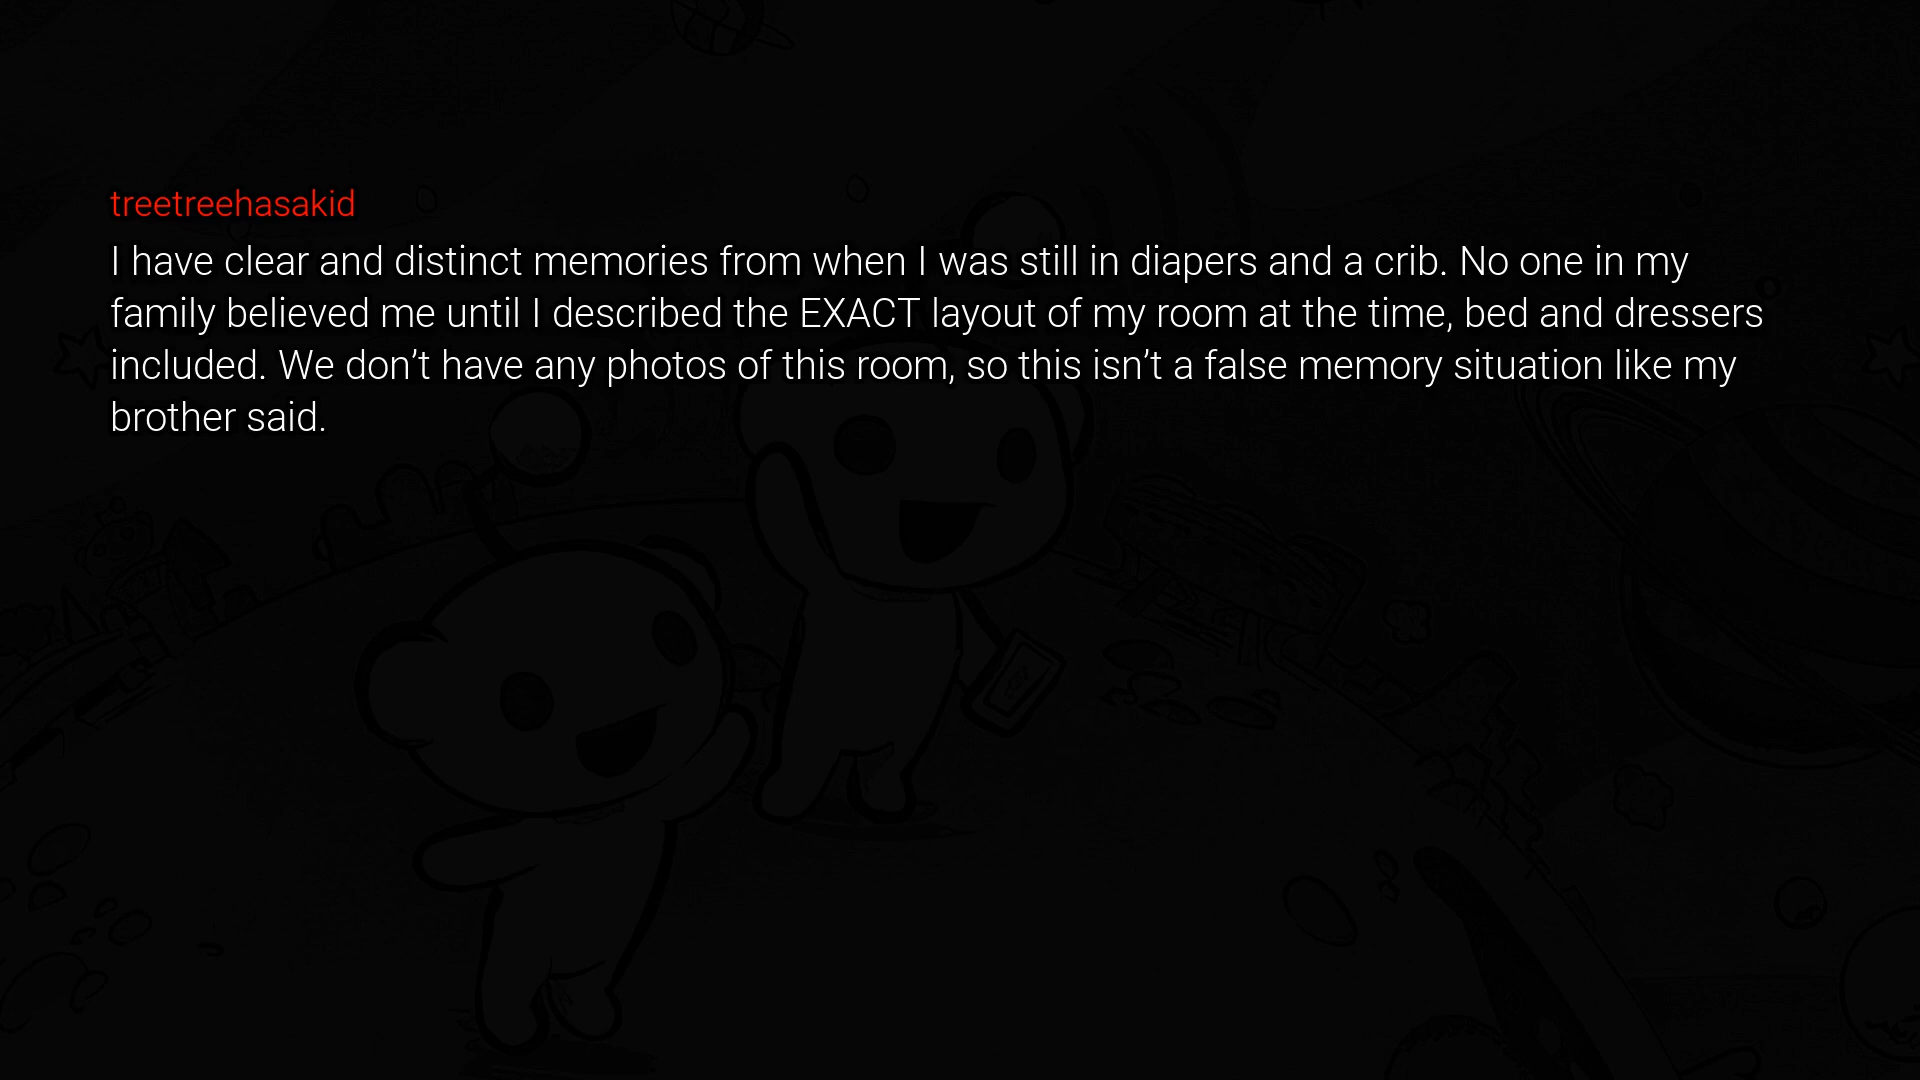 treetreehasakid
I have clear and distinct memories from when I was still in diapers and a crib. No one in my
family believed me until I described the EXACT layout of my room at the time, bed and dressers
included. We don’t have any photos of this room, so this isn’t a false memory situation like my
brother said.